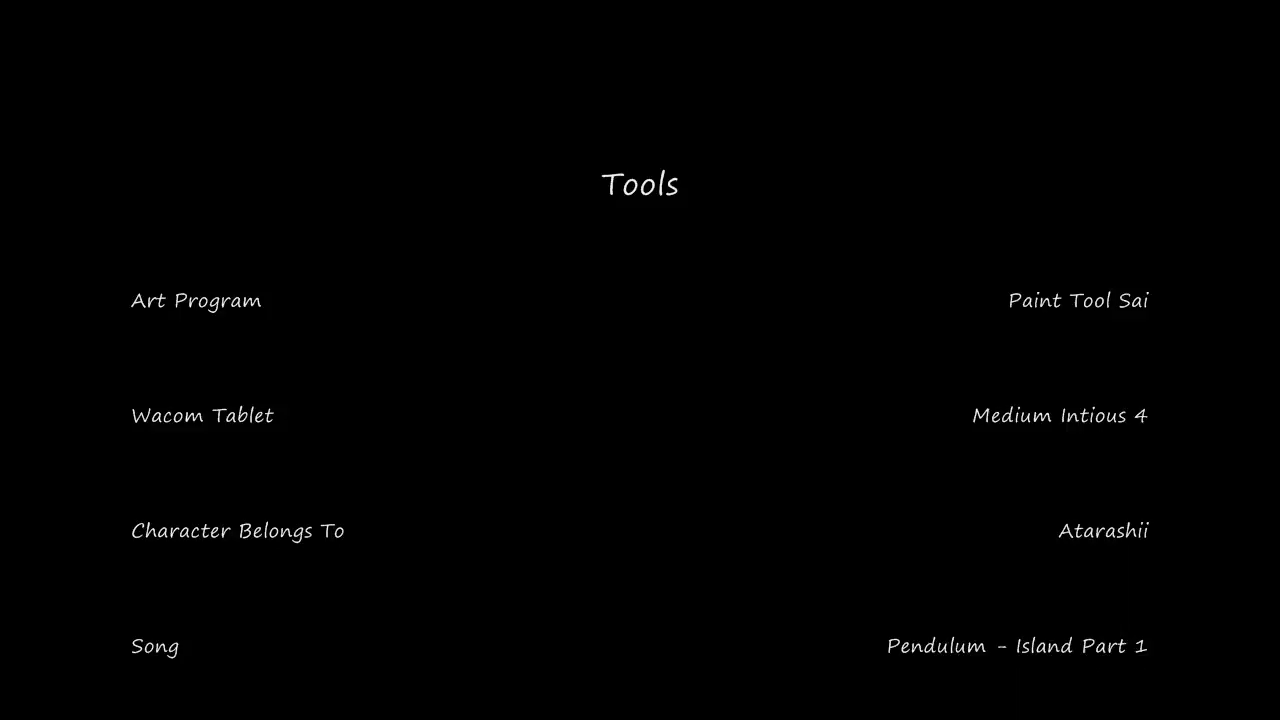 Tools
Art Program Paint Tool Sai
Wacom Tablet Medium Intious 4
Character Belongs To Atarashii
Song Pendulum - Island Part 1